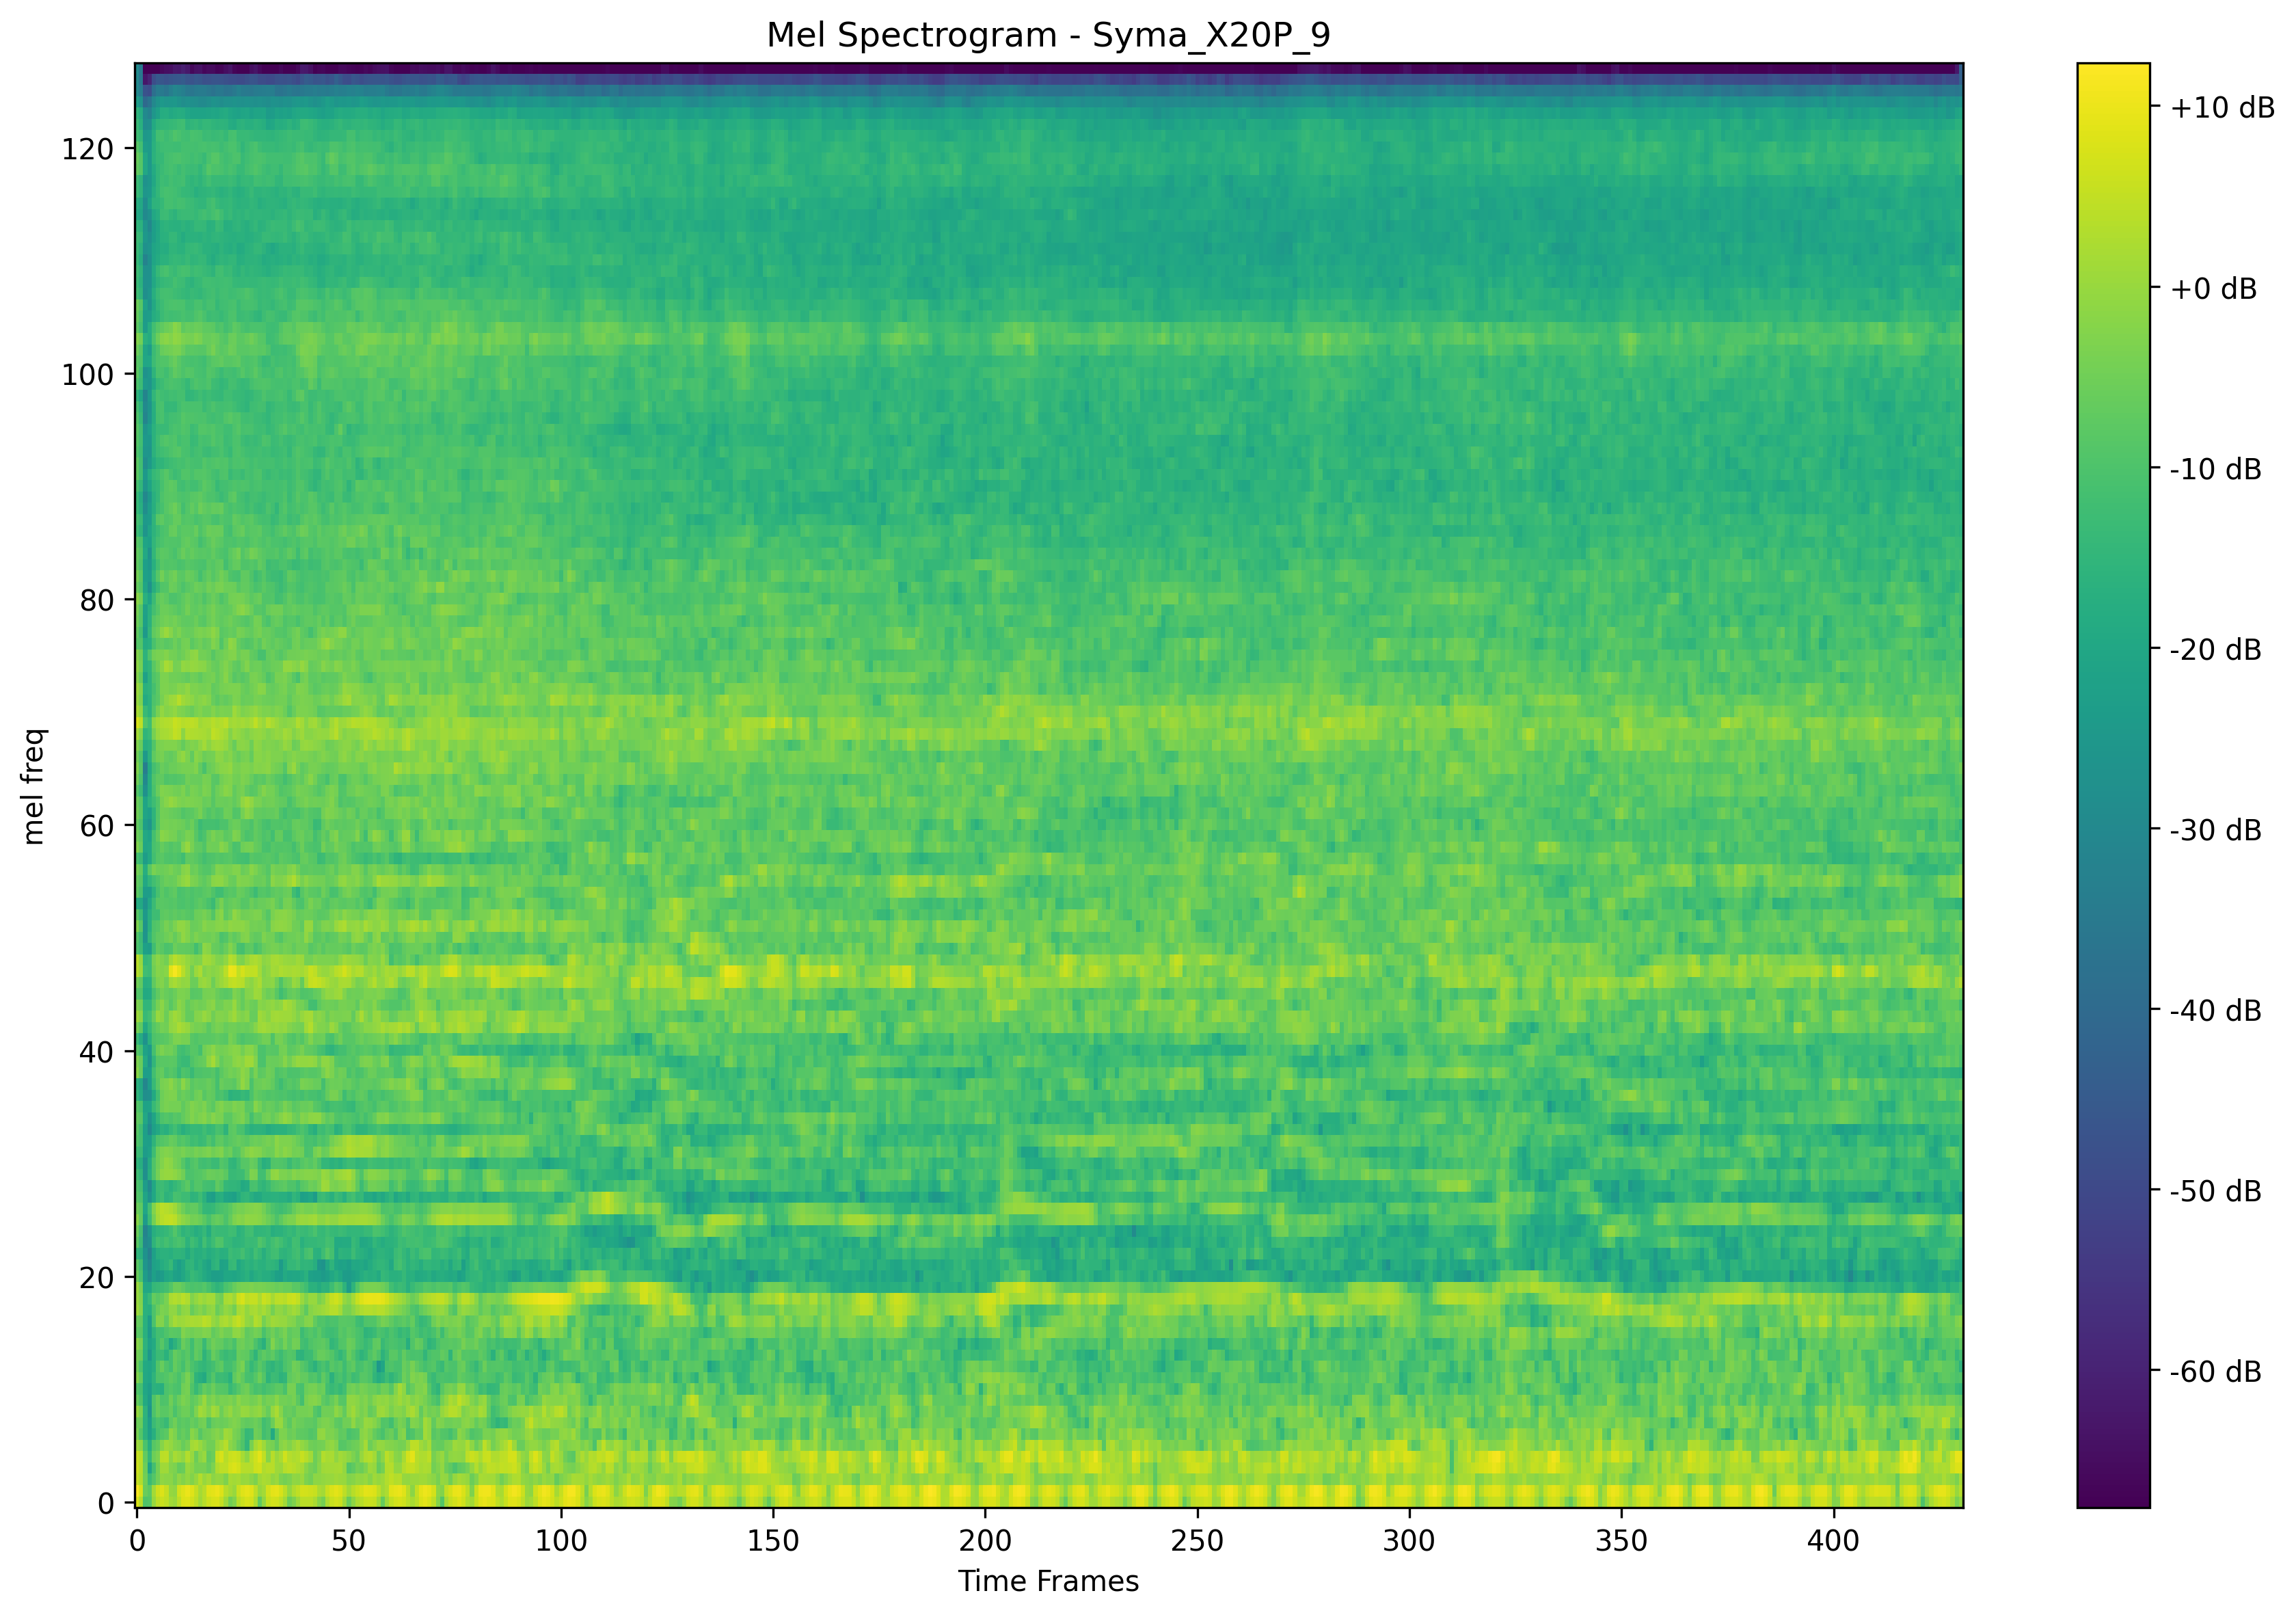 Mel Spectrogram - Syma_X20P_9
mel freq
120
100
80
60
40
20
0
0 50 100 150 200 250 300 350 400
Time Frames
+10 dB
+0 dB
-10 dB
-20 dB
-30 dB
-40 dB
-50 dB
-60 dB